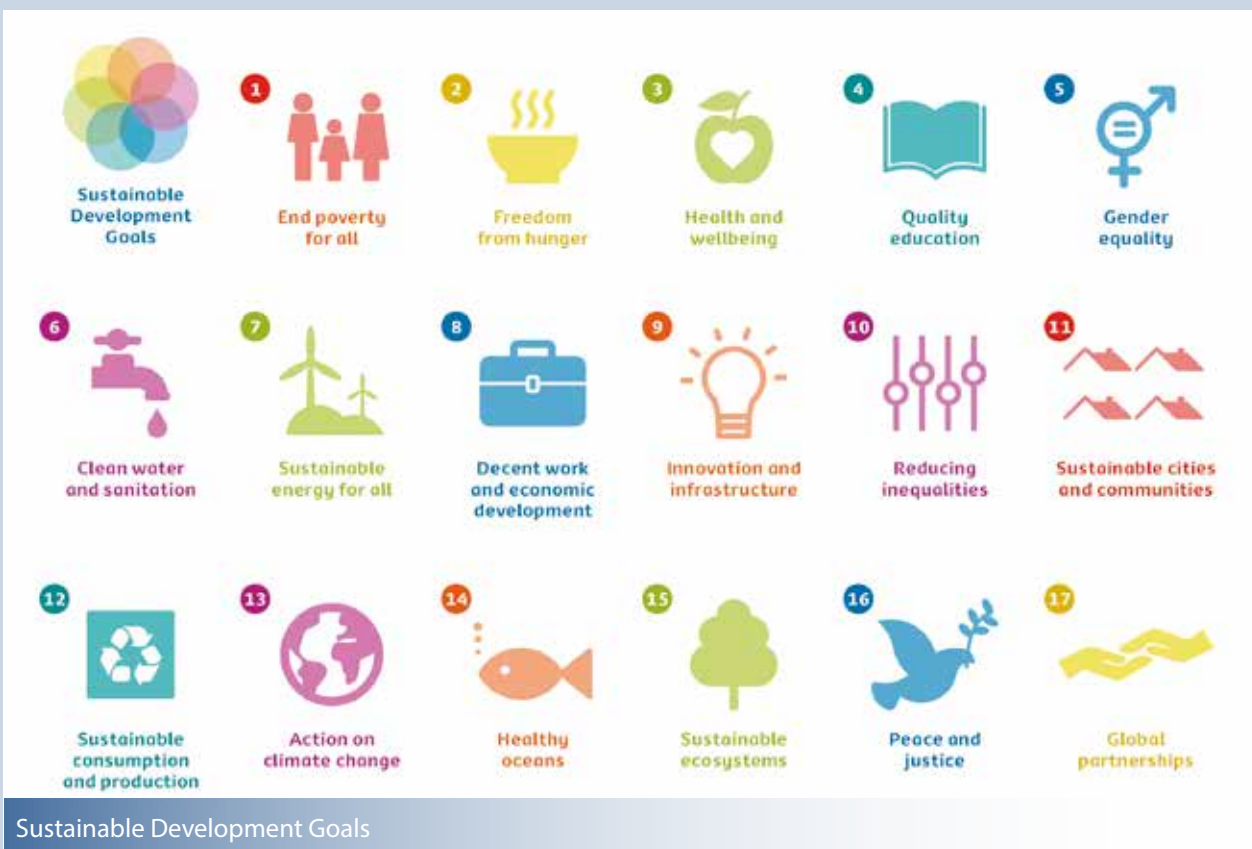 Sustainable
Development
Goals
1
End poverty
for all
2
Freedom
from hunger
3
Health and
wellbeing
4
Quality
education
5
Gender
equality
6
Clean water
and sanitation
7
Sustainable
energy for all
8
Decent work
and economic
development
9
Innovation and
infrastructure
10
Reducing
inequalities
11
Sustainable cities
and communities
12
Sustainable
consumption
and production
13
Action on
climate change
14
Healthy
oceans
15
Sustainable
ecosystems
16
Peace and
justice
17
Global
partnerships
Sustainable Development Goals